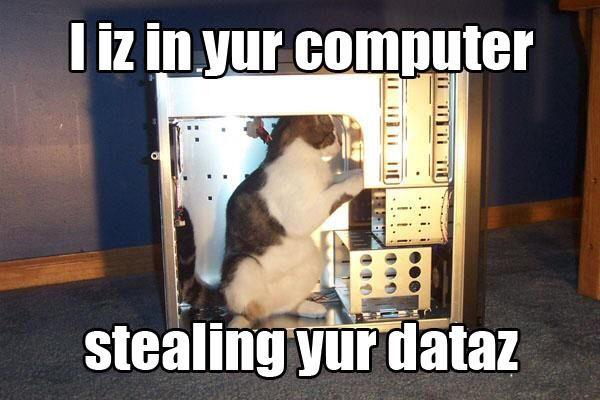 I iz in yur computer
stealing yur dataz